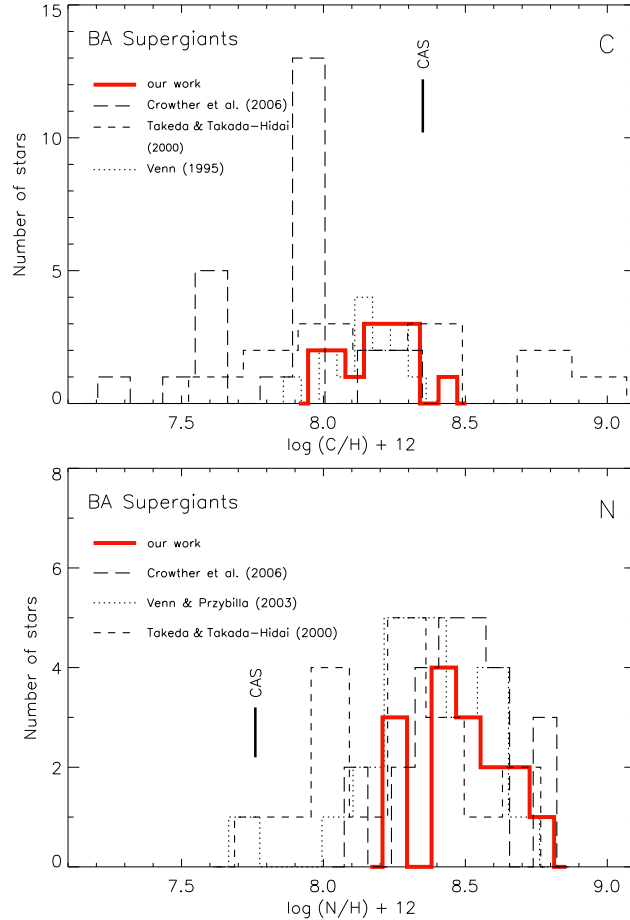 15
BA Supergiants
C
CAS
our work
Crowther et al. (2006)
Takeda & Takada-Hidai
(2000)
Venn (1995)
10
5
0
Number of stars
7.5 8.0 8.5 9.0
log (C/H) + 12
8
BA Supergiants
N
our work
Crowther et al. (2006)
Venn & Przybilla (2003)
Takeda & Takada-Hidai (2000)
CAS
6
4
2
0
Number of stars
7.5 8.0 8.5 9.0
log (N/H) + 12